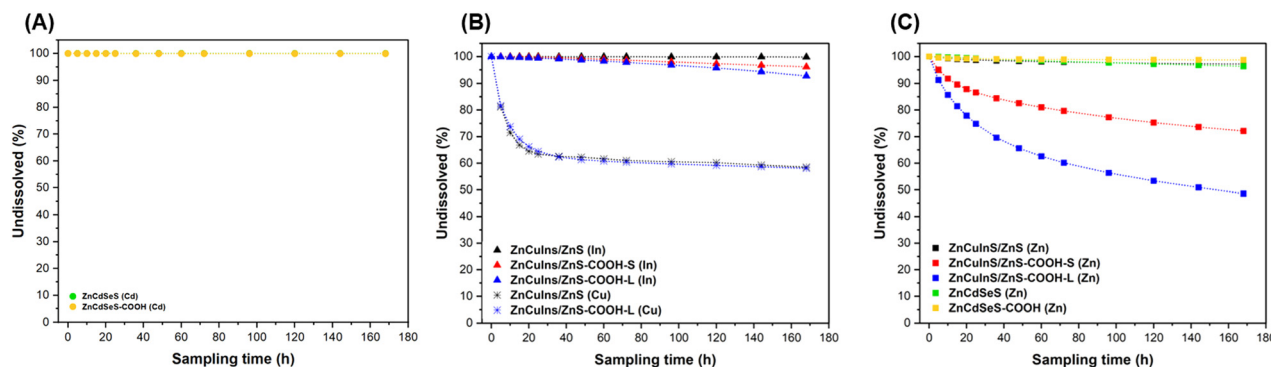 (A)
100
90
80
70
60
50
40
30
20
10
0
Undissolved (%)
ZnCdSeS (Cd)
ZnCdSeS-COOH (Cd)
0 20 40 60 80 100 120 140 160 180
Sampling time (h)
(B)
100
90
80
70
60
50
40
30
20
10
0
Undissolved (%)
ZnCuIns/ZnS (In)
ZnCuIns/ZnS-COOH-S (In)
ZnCuIns/ZnS-COOH-L (In)
ZnCuIns/ZnS (Cu)
ZnCuIns/ZnS-COOH-L (Cu)
0 20 40 60 80 100 120 140 160 180
Sampling time (h)
(C)
100
90
80
70
60
50
40
30
20
10
0
Undissolved (%)
ZnCuInS/ZnS (Zn)
ZnCuInS/ZnS-COOH-S (Zn)
ZnCuInS/ZnS-COOH-L (Zn)
ZnCdSeS (Zn)
ZnCdSeS-COOH (Zn)
0 20 40 60 80 100 120 140 160 180
Sampling time (h)